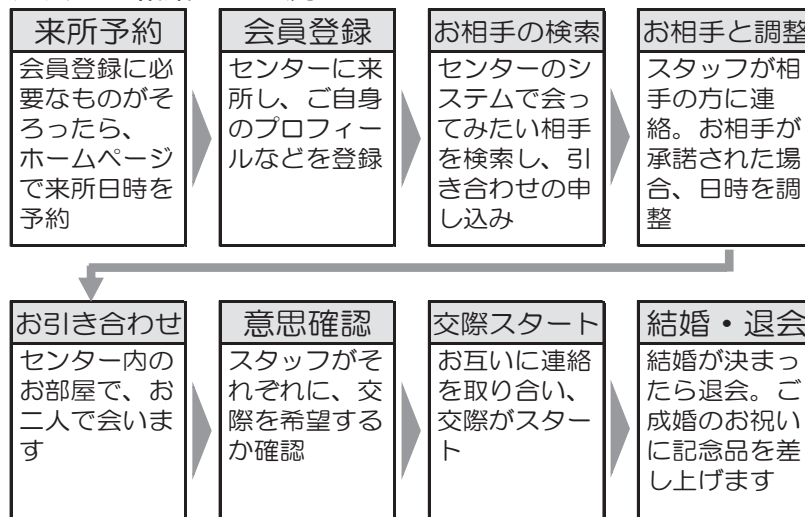 来所予約
会員登録に必
要なものがそ
ろったら、
ホームページ
で来所日時を
予約
会員登録
センターに来
所し、ご自身
のプロフィー
ルなどを登録
お相手の検索
センターのシ
ステムで会っ
てみたい相手
を検索し、引
き合わせの申
し込み
お相手と調整
スタッフが相
手の方に連
絡。お相手が
承諾された場
合、日時を調
整
お引き合わせ
センター内の
お部屋で、お
二人で会いま
す
意思確認
スタッフがそ
れぞれに、交
際を希望する
か確認
交際スタート
お互いに連絡
を取り合い、
交際がスター
ト
結婚・退会
結婚が決まっ
たら退会。ご
成婚のお祝い
に記念品を差
し上げます